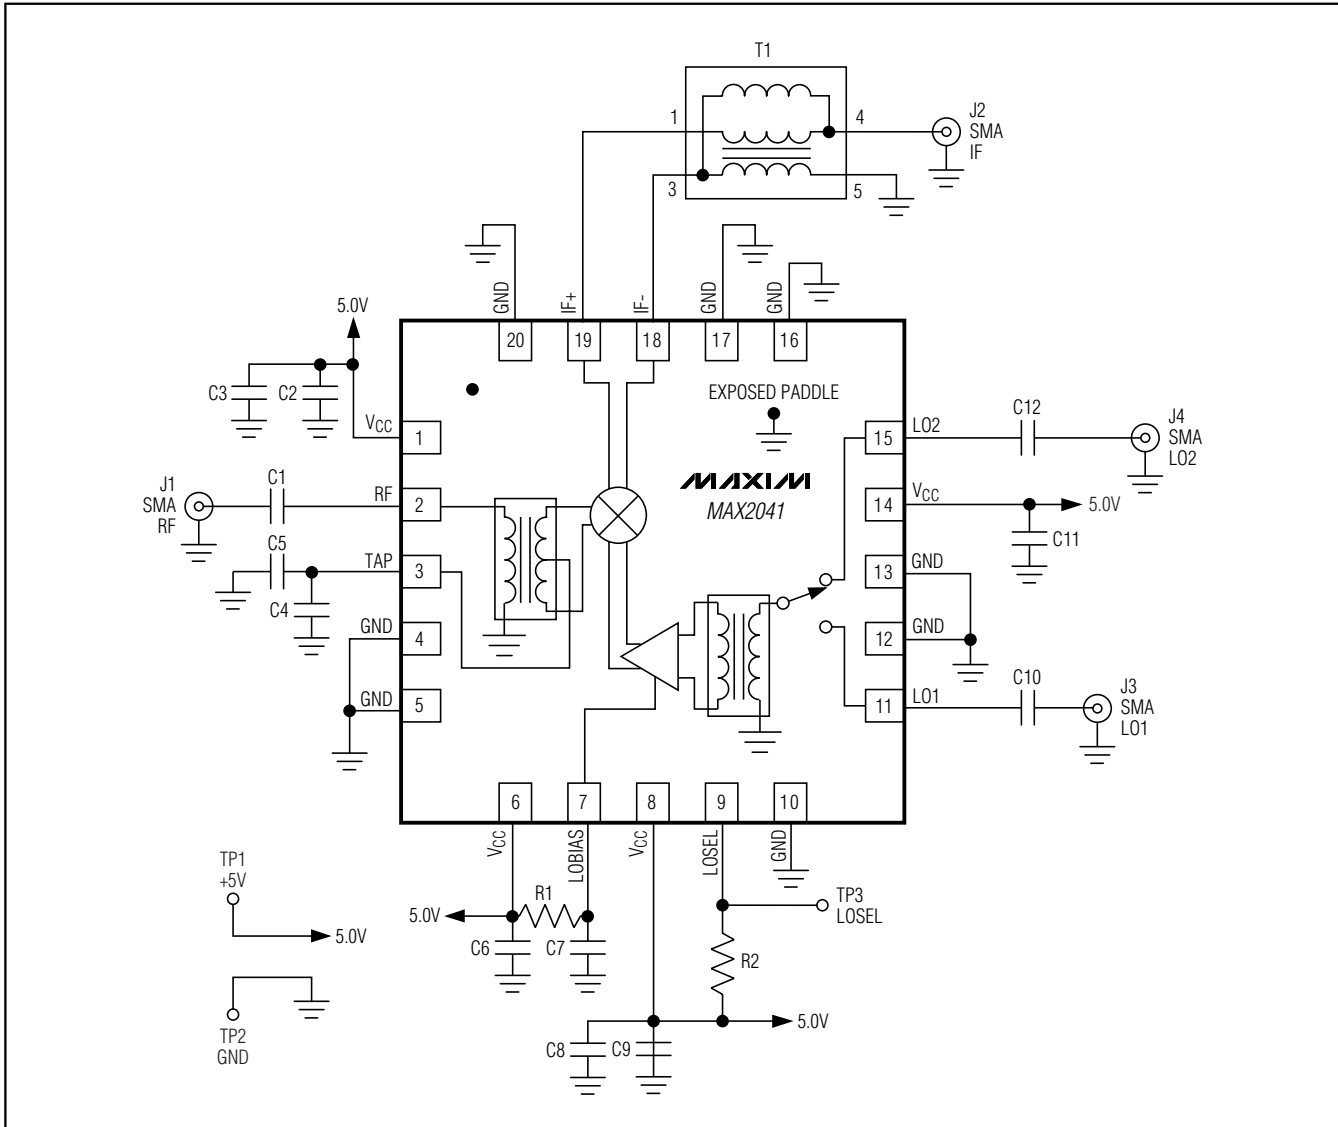 T1
1
4
3
5
J2
SMA
IF
GND
IF+
IF-
GND
GND
5.0V
20
19
18
17
16
C3
C2
EXPOSED PADDLE
VCC
1
15
LO2
C12
J4
SMA
LO2
MAXIM
MAX2041
J1
SMA
RF
C1
RF
2
14
VCC
5.0V
C11
C5
TAP
3
13
GND
C4
GND
4
12
GND
GND
5
11
LO1
C10
J3
SMA
LO1
6
7
8
9
10
VCC
LOBIAS
VCC
LOSEL
GND
TP1
+5V
5.0V
5.0V
R1
C6
C7
TP3
LOSEL
R2
TP2
GND
C8
C9
5.0V